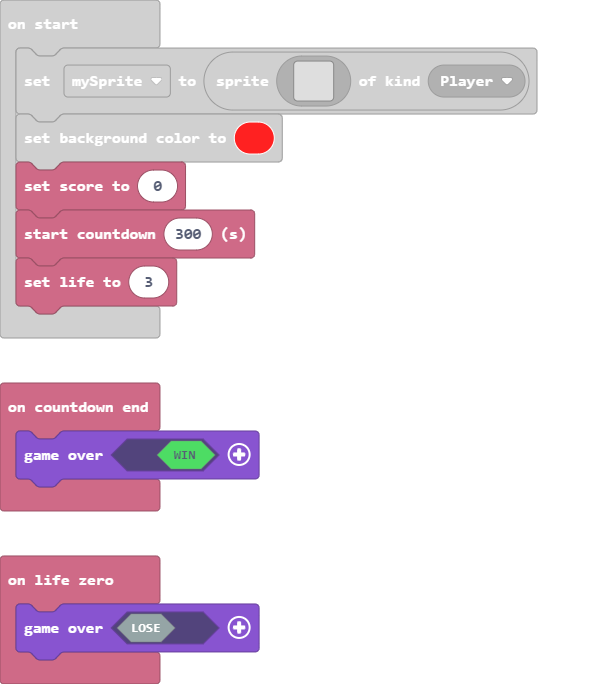 on start
set mySprite to sprite of kind Player
set background color to
set score to 0
start countdown 300 (s)
set life to 3
on countdown end
game over WIN
on life zero
game over LOSE